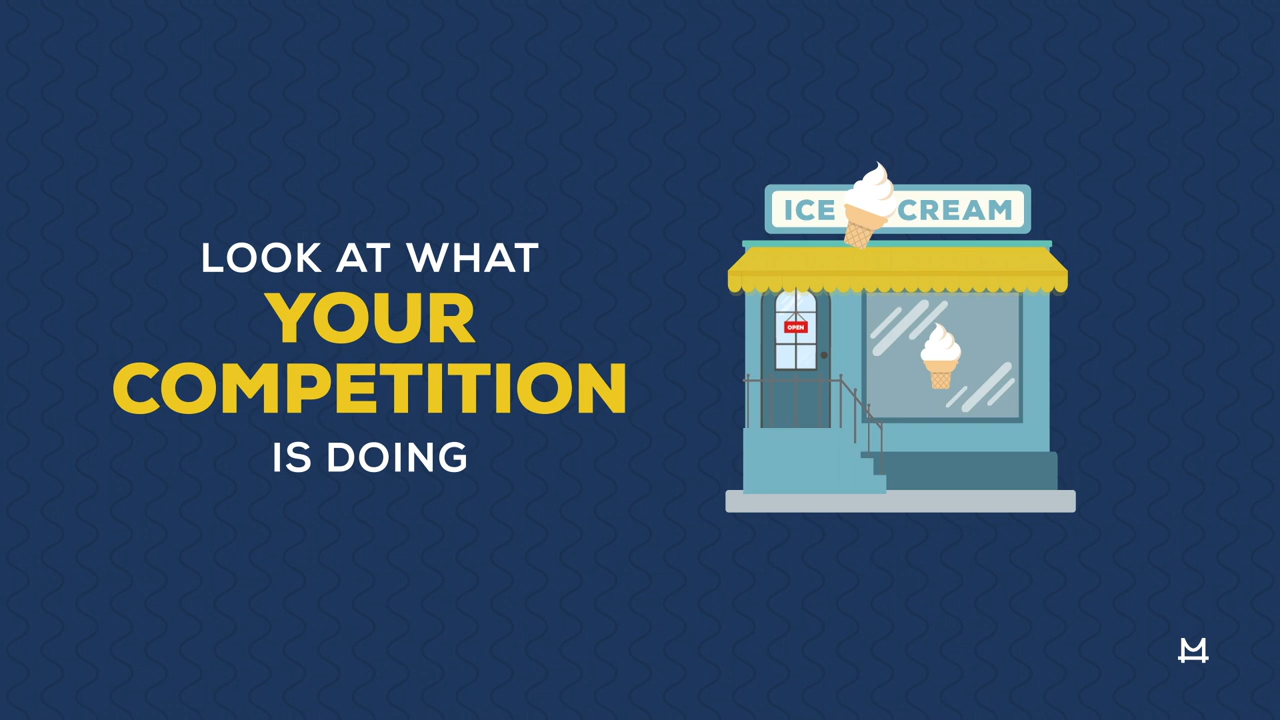 LOOK AT WHAT
YOUR
COMPETITION
IS DOING
ICE CREAM
OPEN